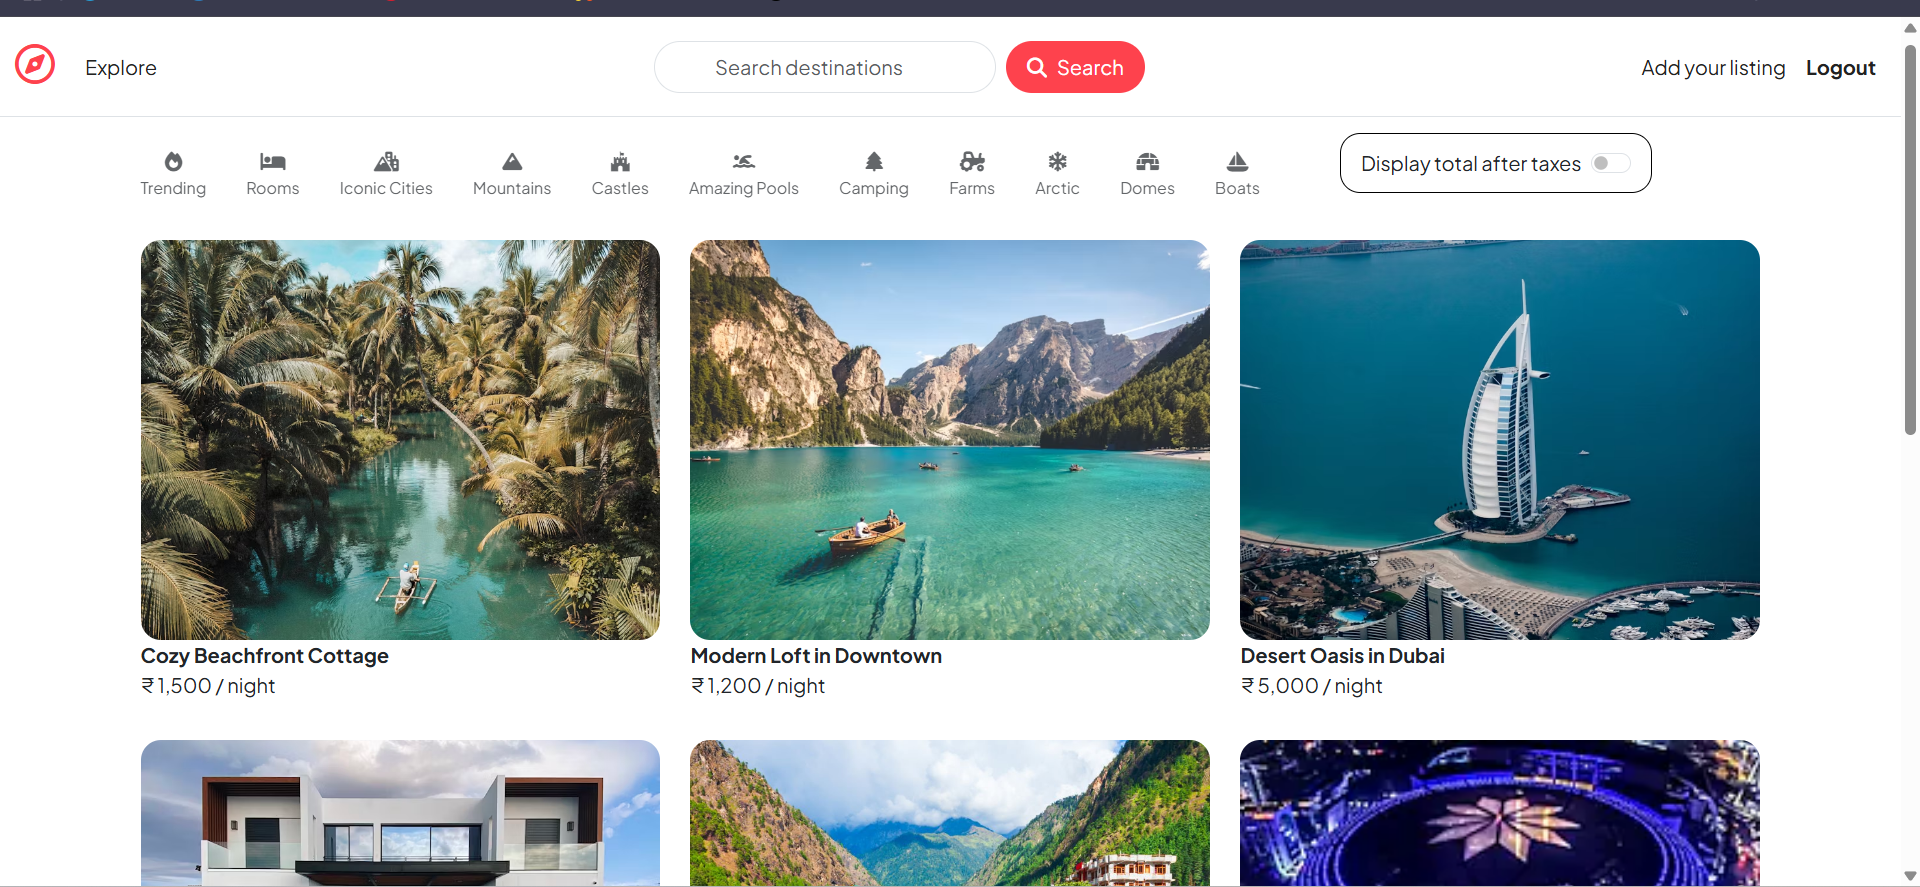 Explore
Search destinations
Search
Add your listing
Logout
Trending
Rooms
Iconic Cities
Mountains
Castles
Amazing Pools
Camping
Farms
Arctic
Domes
Boats
Display total after taxes
Cozy Beachfront Cottage
₹1,500 / night
Modern Loft in Downtown
₹1,200 / night
Desert Oasis in Dubai
₹5,000 / night